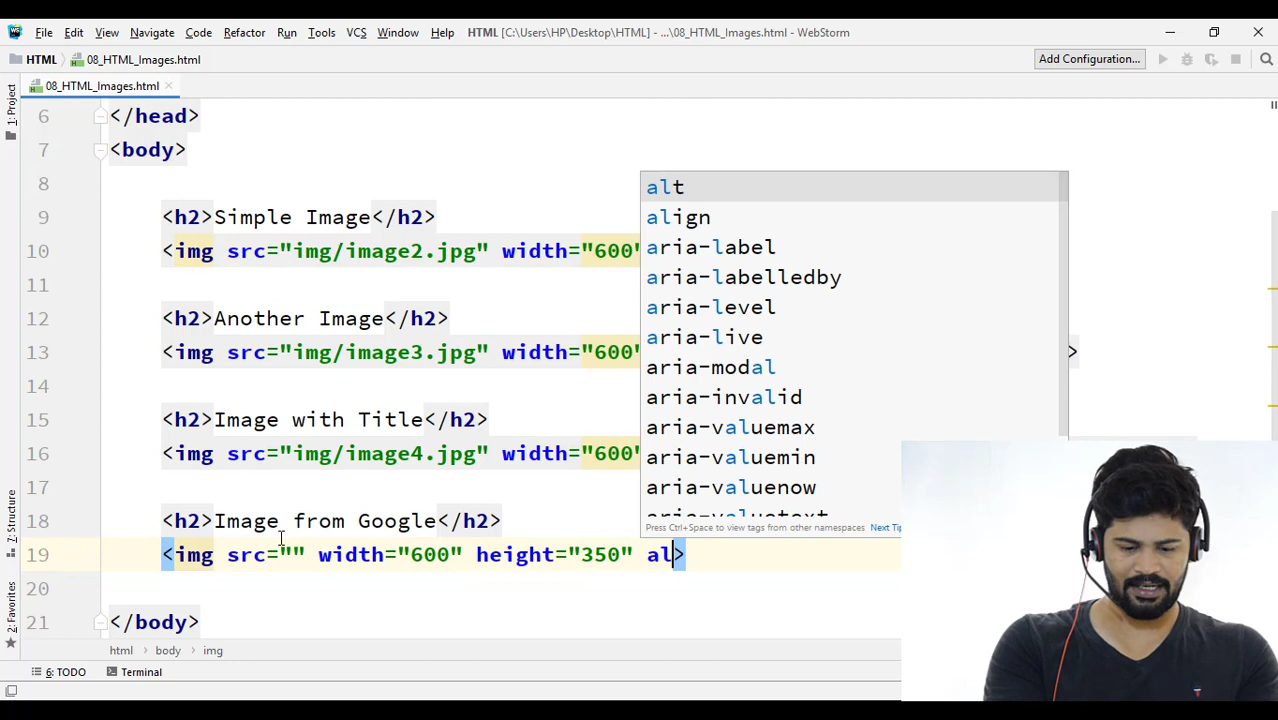 File Edit View Navigate Code Refactor Run Tools VCS Window Help HTML [C:\Users\HP\Desktop\HTML] - ...\08_HTML_Images.html - WebStorm
HTML 08_HTML_Images.html Add Configuration...
08_HTML_Images.html
1: Project
7: Structure
2: Favorites
6 </head>
7 <body>
8
9 <h2>Simple Image</h2>
10 <img src="img/image2.jpg" width="600"
11
12 <h2>Another Image</h2>
13 <img src="img/image3.jpg" width="600" >
14
15 <h2>Image with Title</h2>
16 <img src="img/image4.jpg" width="600"
17
18 <h2>Image from Google</h2>
19 <img src="" width="600" height="350" al>
20
21 </body>
alt
align
aria-label
aria-labelledby
aria-level
aria-live
aria-modal
aria-invalid
aria-valuemax
aria-valuemin
aria-valuenow
aria-valuetext
Press Ctrl+Space to view tags from other namespaces Next Tip
html body img
6: TODO Terminal